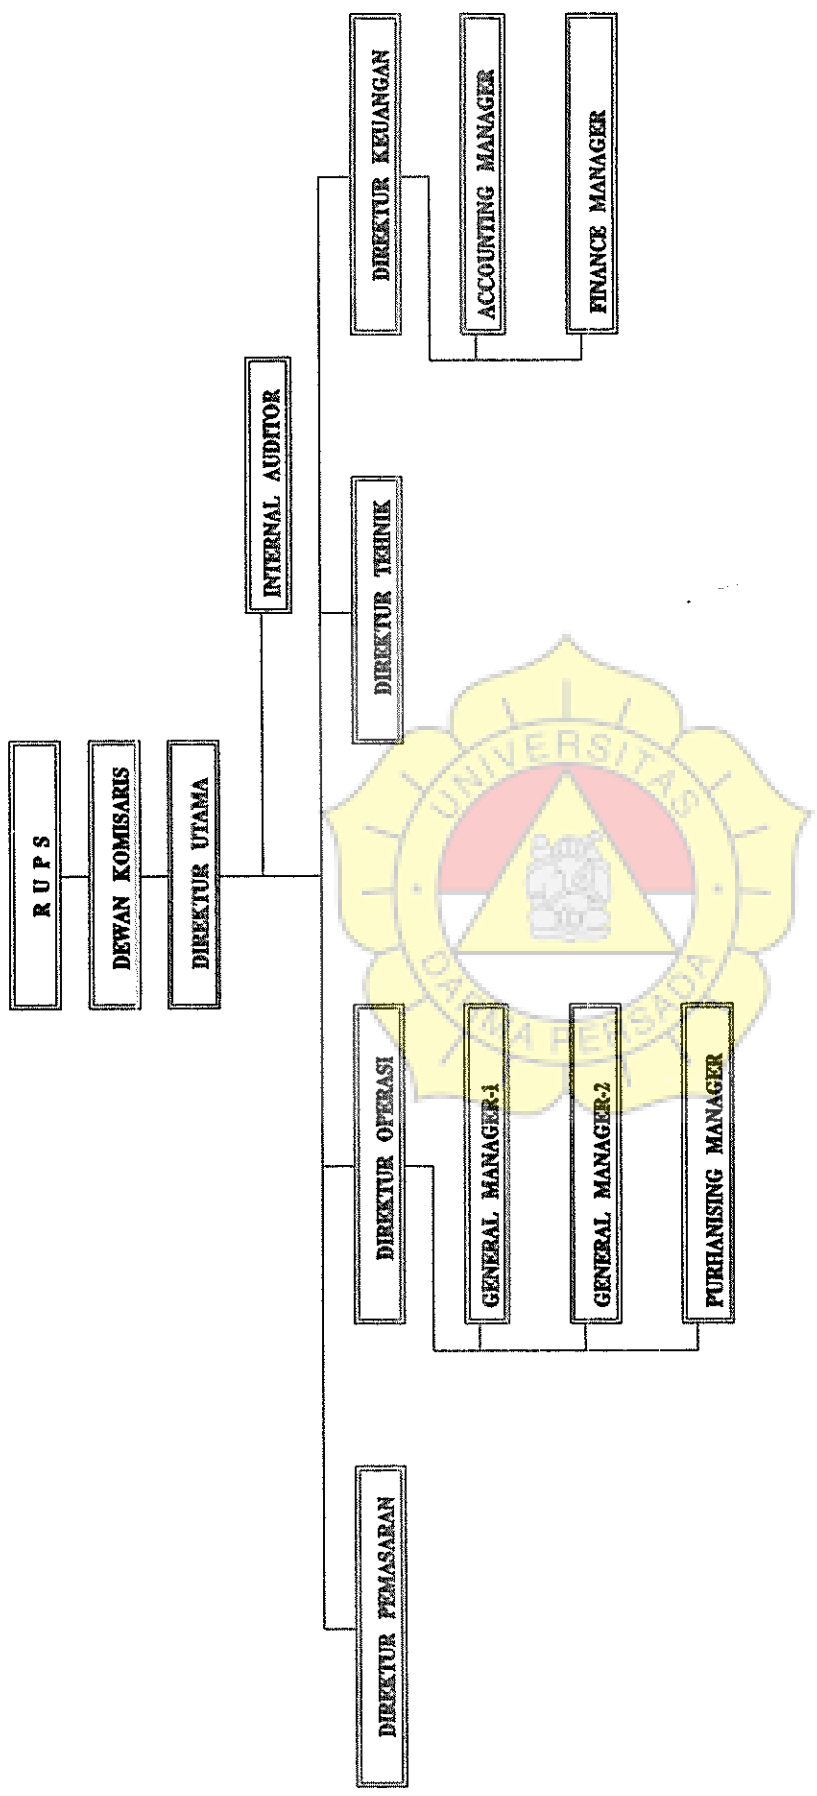 R U P S
DEWAN KOMISARIS
DIREKTUR UTAMA
INTERNAL AUDITOR
DIREKTUR PEMASARAN
DIREKTUR OPERASI
DIREKTUR TEHNIK
DIREKTUR KEUANGAN
GENERAL MANAGER-1
GENERAL MANAGER-2
PURHANISING MANAGER
ACCOUNTING MANAGER
FINANCE MANAGER
UNIVERSITAS
DARMA PERSADA